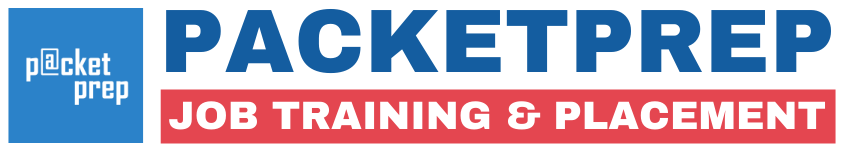 p@cket
prep
PACKETPREP
JOB TRAINING & PLACEMENT